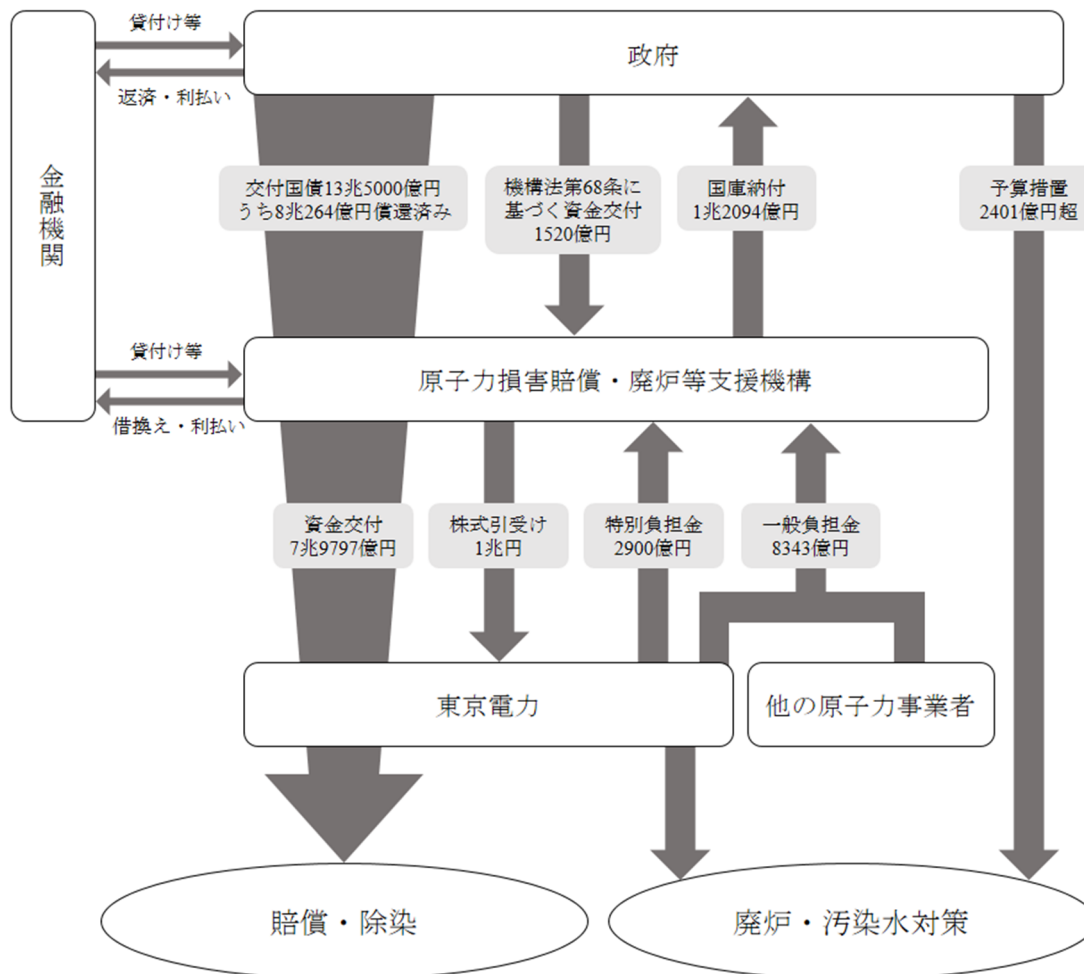 貸付け等
政府
返済・利払い
金融機関
交付国債13兆5000億円
うち8兆264億円償還済み
機構法第68条に
基づく資金交付
1520億円
国庫納付
1兆2094億円
予算措置
2401億円超
貸付け等
原子力損害賠償・廃炉等支援機構
借換え・利払い
資金交付
7兆9797億円
株式引受け
1兆円
特別負担金
2900億円
一般負担金
8343億円
東京電力
他の原子力事業者
賠償・除染
廃炉・汚染水対策